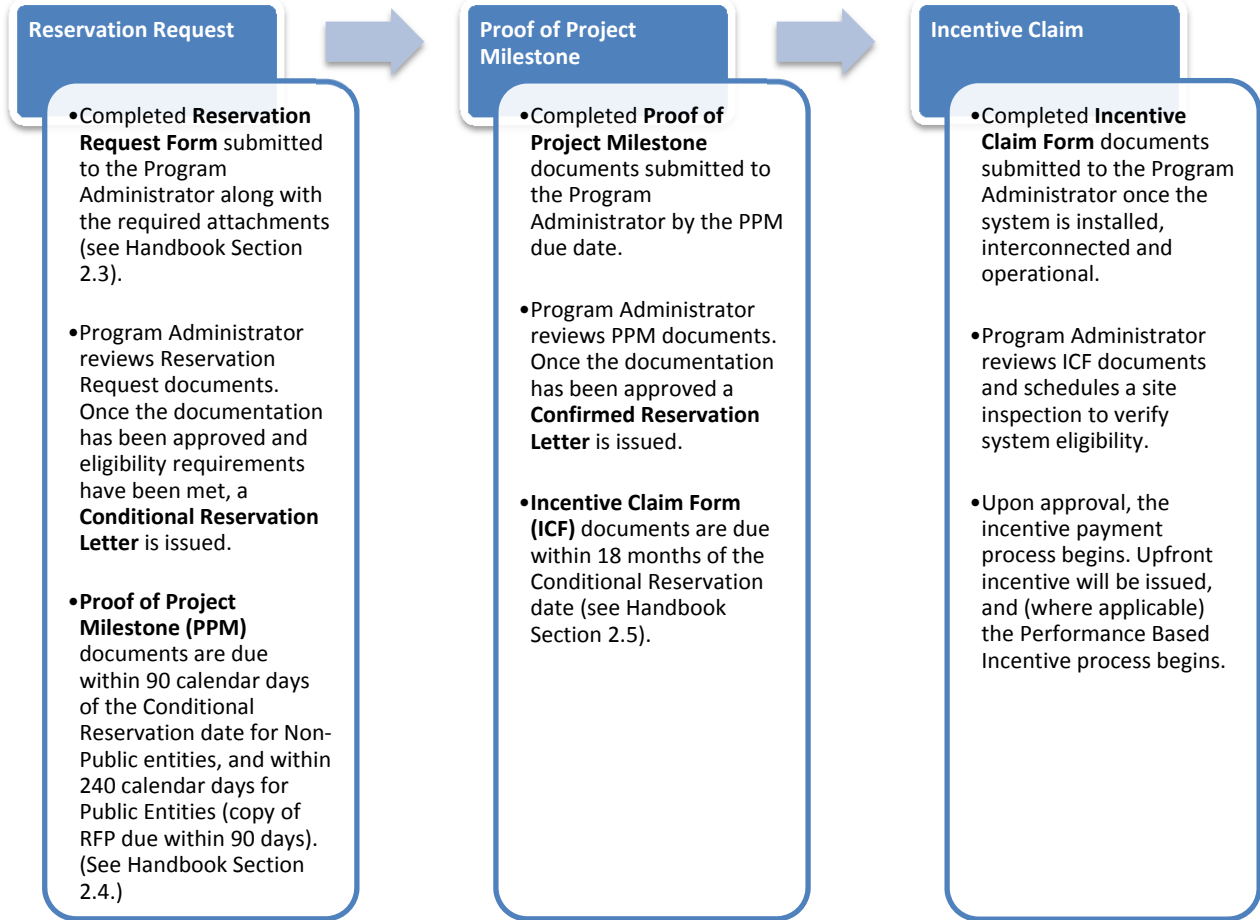 Reservation Request
•Completed Reservation
Request Form submitted
to the Program
Administrator along with
the required attachments
(see Handbook Section
2.3).
•Program Administrator
reviews Reservation
Request documents.
Once the documentation
has been approved and
eligibility requirements
have been met, a
Conditional Reservation
Letter is issued.
•Proof of Project
Milestone (PPM)
documents are due
within 90 calendar days
of the Conditional
Reservation date for Non-
Public entities, and within
240 calendar days for
Public Entities (copy of
RFP due within 90 days).
(See Handbook Section
2.4.)
Proof of Project
Milestone
•Completed Proof of
Project Milestone
documents submitted to
the Program
Administrator by the PPM
due date.
•Program Administrator
reviews PPM documents.
Once the documentation
has been approved a
Confirmed Reservation
Letter is issued.
•Incentive Claim Form
(ICF) documents are due
within 18 months of the
Conditional Reservation
date (see Handbook
Section 2.5).
Incentive Claim
•Completed Incentive
Claim Form documents
submitted to the Program
Administrator once the
system is installed,
interconnected and
operational.
•Program Administrator
reviews ICF documents
and schedules a site
inspection to verify
system eligibility.
•Upon approval, the
incentive payment
process begins. Upfront
incentive will be issued,
and (where applicable)
the Performance Based
Incentive process begins.